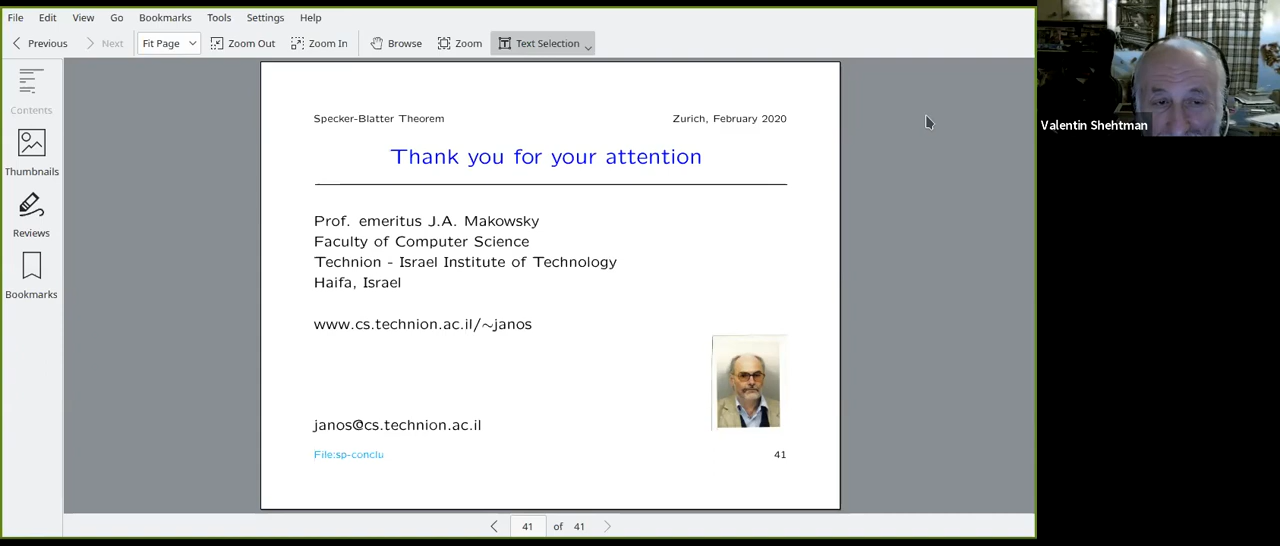 File Edit View Go Bookmarks Tools Settings Help
Previous Next Fit Page Zoom Out Zoom In Browse Zoom Text Selection
Contents
Thumbnails
Reviews
Bookmarks
Specker-Blatter Theorem Zurich, February 2020
Thank you for your attention
Prof. emeritus J.A. Makowsky
Faculty of Computer Science
Technion - Israel Institute of Technology
Haifa, Israel
www.cs.technion.ac.il/∼janos
janos@cs.technion.ac.il
File:sp-conclu 41
41 of 41
Valentin Shehtman